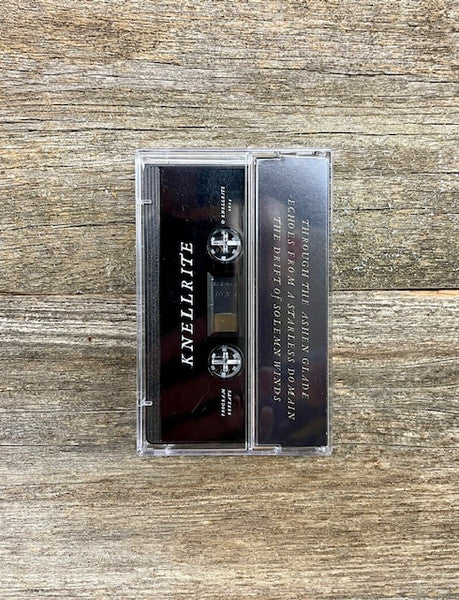 THROUGH THE ASHEN GLADE
ECHOES FROM A STARLESS DOMAIN
THE DRIFT of SOLEMN WINDS
KNELLRITE